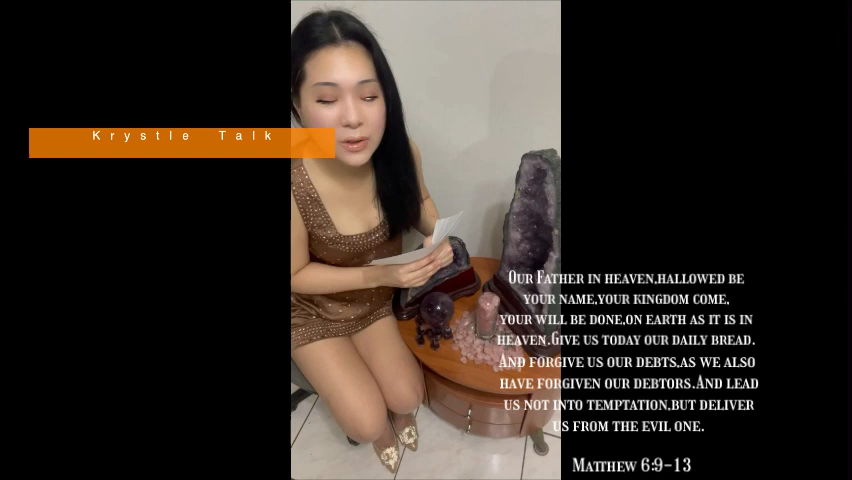 Krystle Talk
Our Father in heaven,hallowed be
your name,your kingdom come,
your will be done,on earth as it is in
heaven.Give us today our daily bread.
And forgive us our debts,as we also
have forgiven our debtors.And lead
us not into temptation,but deliver
us from the evil one.
Matthew 6:9-13